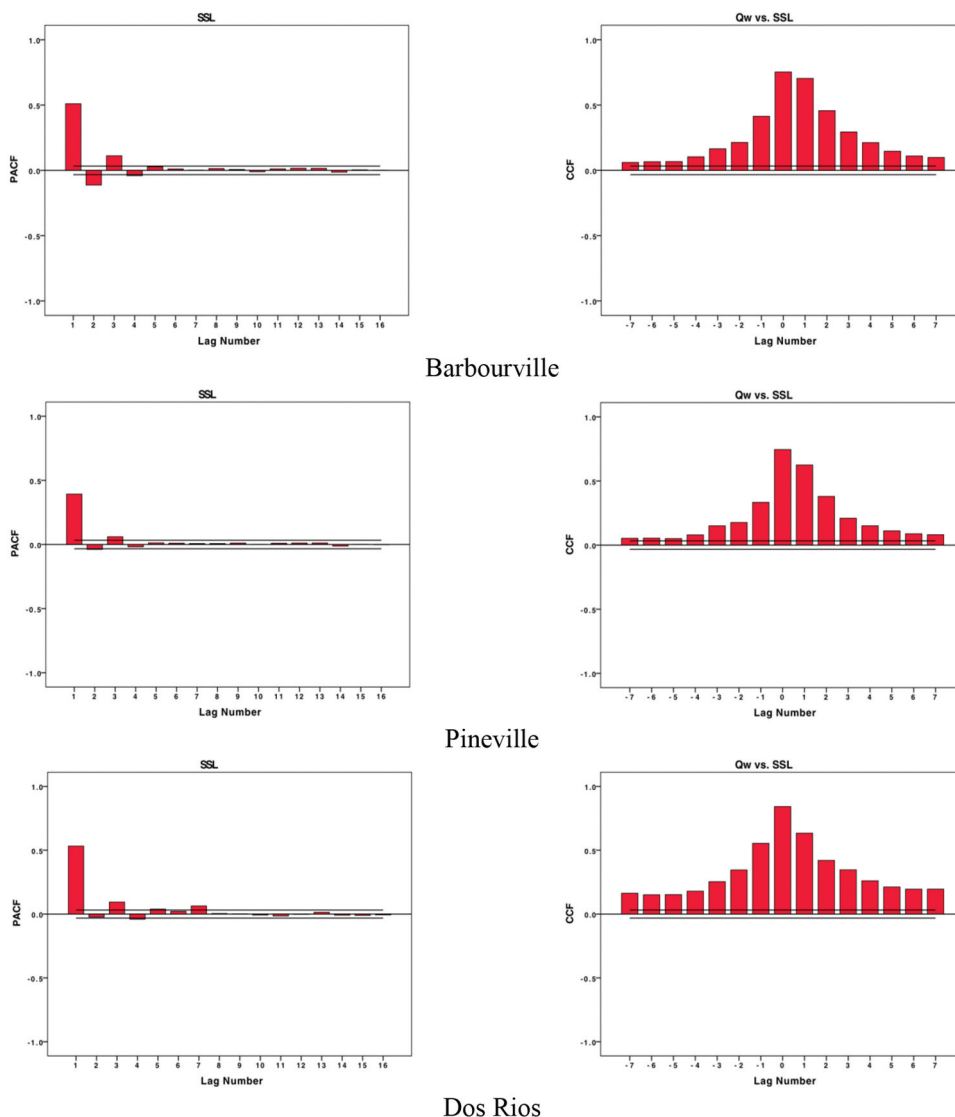 SSL
1.0
0.5
0.0
-0.5
-1.0
PACF
1 2 3 4 5 6 7 8 9 10 11 12 13 14 15 16
Lag Number
Qw vs. SSL
1.0
0.5
0.0
-0.5
-1.0
CCF
-7 -6 -5 -4 -3 -2 -1 0 1 2 3 4 5 6 7
Lag Number
Barbourville
SSL
1.0
0.5
0.0
-0.5
-1.0
PACF
1 2 3 4 5 6 7 8 9 10 11 12 13 14 15 16
Lag Number
Qw vs. SSL
1.0
0.5
0.0
-0.5
-1.0
CCF
-7 -6 -5 -4 -3 -2 -1 0 1 2 3 4 5 6 7
Lag Number
Pineville
SSL
1.0
0.5
0.0
-0.5
-1.0
PACF
1 2 3 4 5 6 7 8 9 10 11 12 13 14 15 16
Lag Number
Qw vs. SSL
1.0
0.5
0.0
-0.5
-1.0
CCF
-7 -6 -5 -4 -3 -2 -1 0 1 2 3 4 5 6 7
Lag Number
Dos Rios